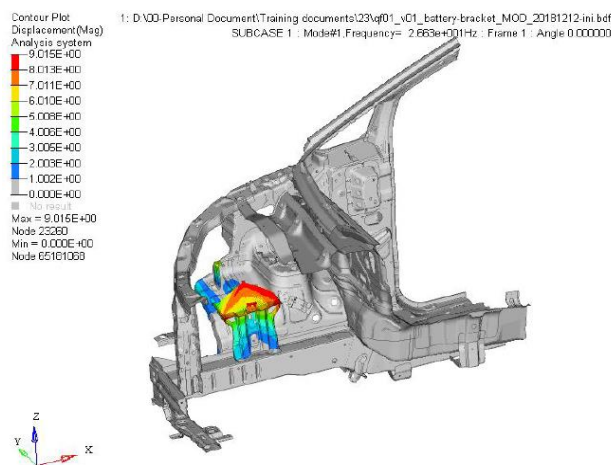 Contour Plot
Displacement(Mag)
Analysis system
9.015E+00
8.013E+00
7.011E+00
6.010E+00
5.008E+00
4.006E+00
3.005E+00
2.003E+00
1.002E+00
0.000E+00
No result
Max = 9.015E+00
Node 23260
Min = 0.000E+00
Node 65161068
1: D:\00-Personal Document\Training documents\23\qf01_v01_battery-bracket_MOD_20181212-ini.bdf
SUBCASE 1 : Mode#1,Frequency= 2.663e+001Hz : Frame 1 : Angle 0.000000
Z
Y
X